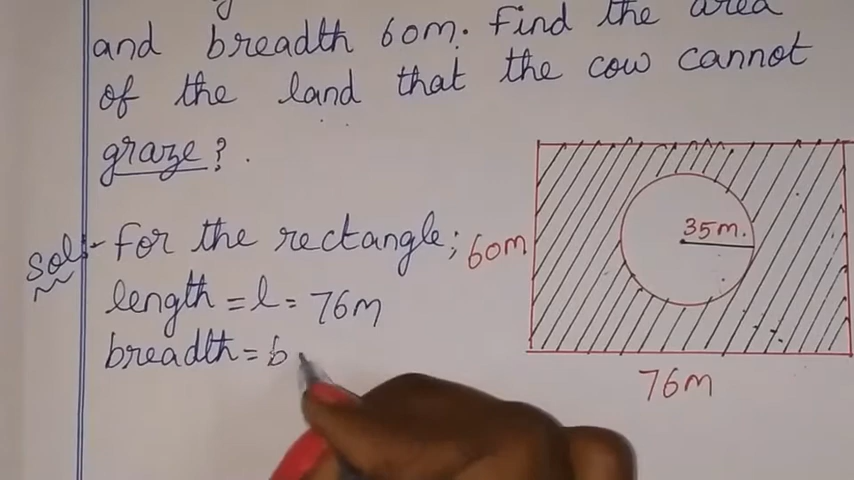 and breadth 60m. Find the area
of the land that the cow cannot
graze?
Sol:- For the rectangle;
length = l = 76m
breadth = b
60m
35m.
76m